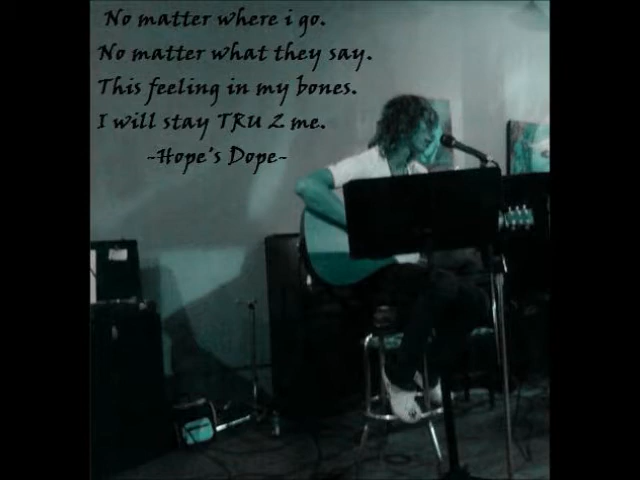 No matter where i go.
No matter what they say.
This feeling in my bones.
I will stay TRU 2 me.
~Hope's Dope~